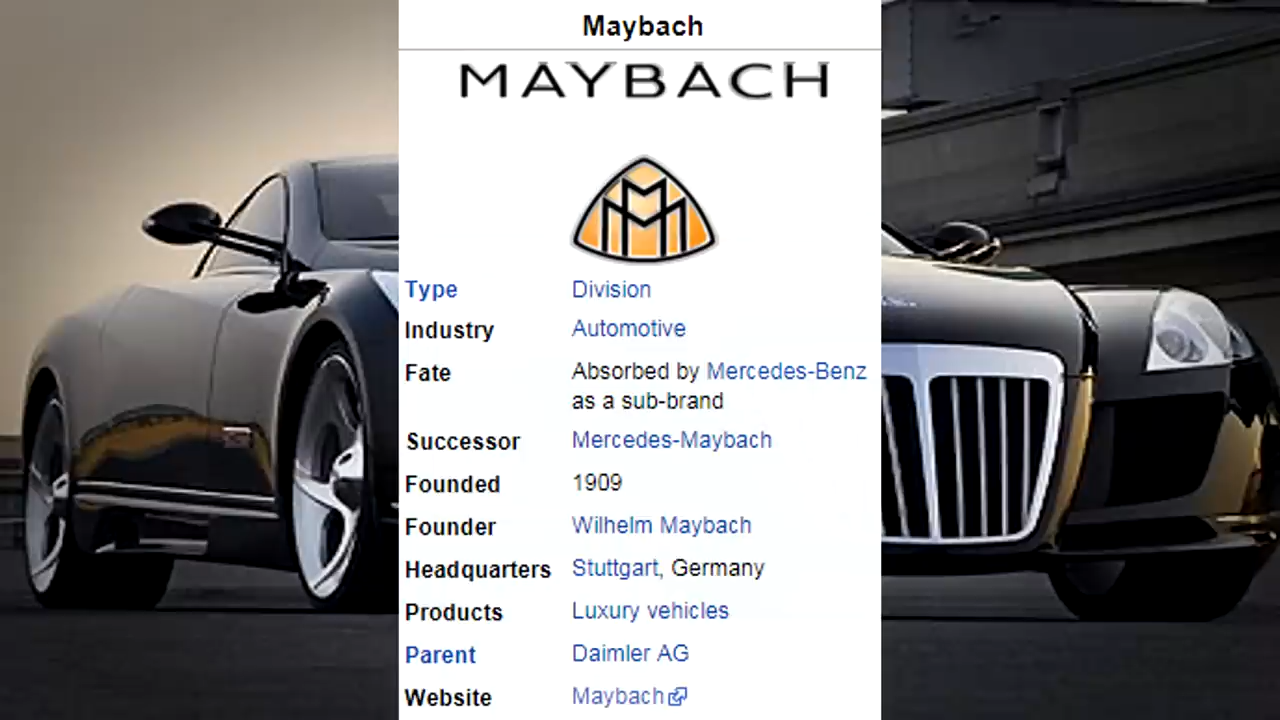 Maybach
MAYBACH
Type Division
Industry Automotive
Fate Absorbed by Mercedes-Benz
as a sub-brand
Successor Mercedes-Maybach
Founded 1909
Founder Wilhelm Maybach
Headquarters Stuttgart, Germany
Products Luxury vehicles
Parent Daimler AG
Website Maybach